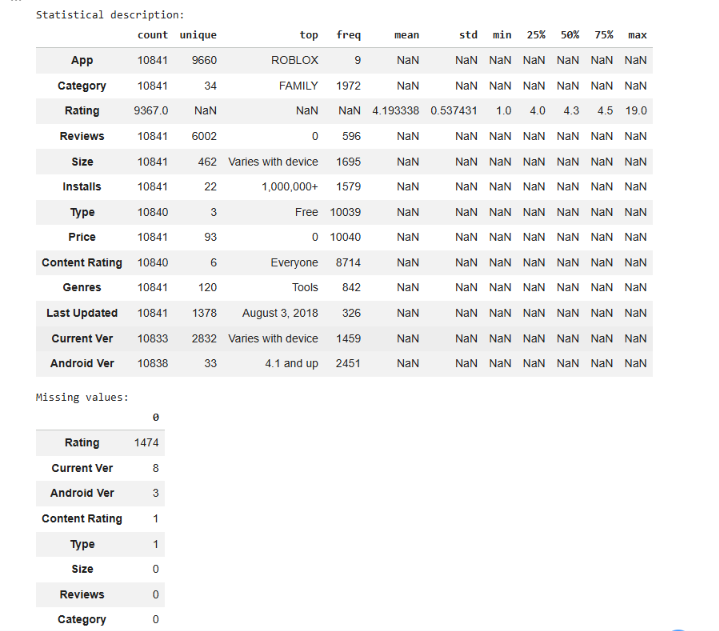 Statistical description:
count unique top freq mean std min 25% 50% 75% max
App 10841 9660 ROBLOX 9 NaN NaN NaN NaN NaN NaN NaN
Category 10841 34 FAMILY 1972 NaN NaN NaN NaN NaN NaN NaN
Rating 9367.0 NaN NaN NaN 4.193338 0.537431 1.0 4.0 4.3 4.5 19.0
Reviews 10841 6002 0 596 NaN NaN NaN NaN NaN NaN NaN
Size 10841 462 Varies with device 1695 NaN NaN NaN NaN NaN NaN NaN
Installs 10841 22 1,000,000+ 1579 NaN NaN NaN NaN NaN NaN NaN
Type 10840 3 Free 10039 NaN NaN NaN NaN NaN NaN NaN
Price 10841 93 0 10040 NaN NaN NaN NaN NaN NaN NaN
Content Rating 10840 6 Everyone 8714 NaN NaN NaN NaN NaN NaN NaN
Genres 10841 120 Tools 842 NaN NaN NaN NaN NaN NaN NaN
Last Updated 10841 1378 August 3, 2018 326 NaN NaN NaN NaN NaN NaN NaN
Current Ver 10833 2832 Varies with device 1459 NaN NaN NaN NaN NaN NaN NaN
Android Ver 10838 33 4.1 and up 2451 NaN NaN NaN NaN NaN NaN NaN
Missing values:
0
Rating 1474
Current Ver 8
Android Ver 3
Content Rating 1
Type 1
Size 0
Reviews 0
Category 0